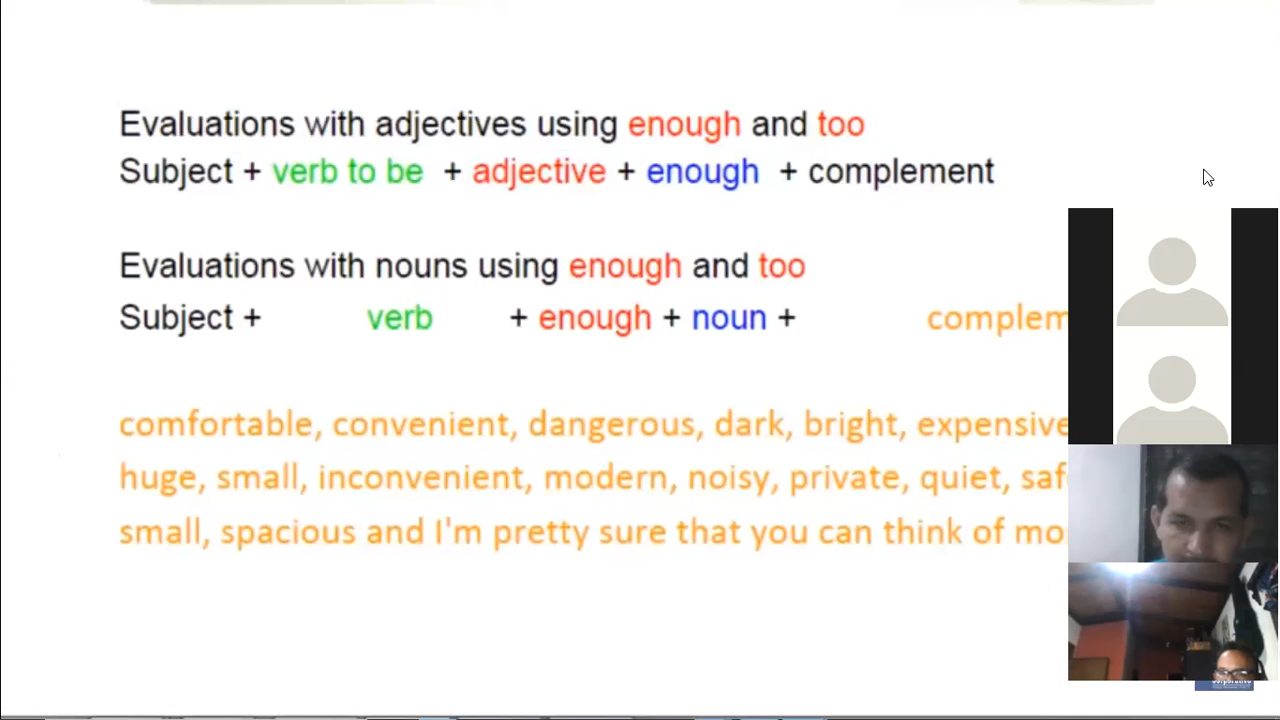 Evaluations with adjectives using enough and too
Subject + verb to be + adjective + enough + complement
Evaluations with nouns using enough and too
Subject + verb + enough + noun +
comfortable, convenient, dangerous, dark, bright, expensive
huge, small, inconvenient, modern, noisy, private, quiet,
small, spacious and I'm pretty sure that you can think of